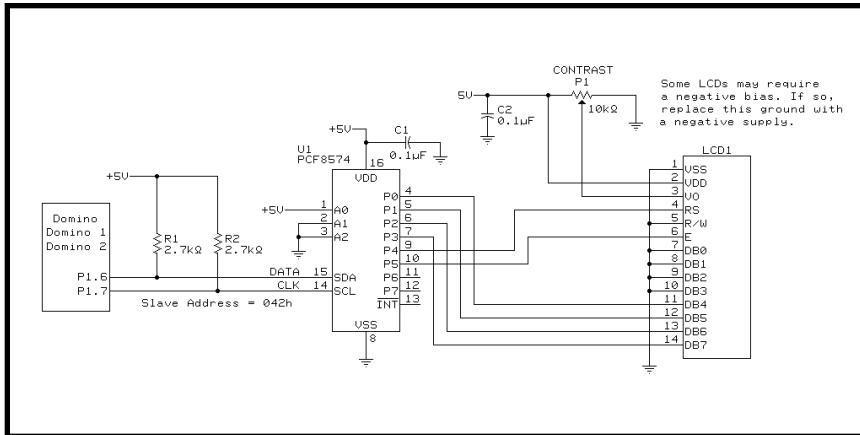 CONTRAST
P1
5V
10kΩ
C2
0.1µF
Some LCDs may require
a negative bias. If so,
replace this ground with
a negative supply.
+5V
C1
0.1µF
U1
PCF8574
16
VDD
+5V
R1
2.7kΩ
R2
2.7kΩ
Domino
Domino 1
Domino 2
P1.6
P1.7
DATA
CLK
Slave Address = 042h
+5V
1 A0
2 A1
3 A2
15 SDA
14 SCL
P0 4
P1 5
P2 6
P3 7
P4 9
P5 10
P6 11
P7 12
INT 13
VSS
8
LCD1
1 VSS
2 VDD
3 VO
4 RS
5 R/W
6 E
7 DB0
8 DB1
9 DB2
10 DB3
11 DB4
12 DB5
13 DB6
14 DB7